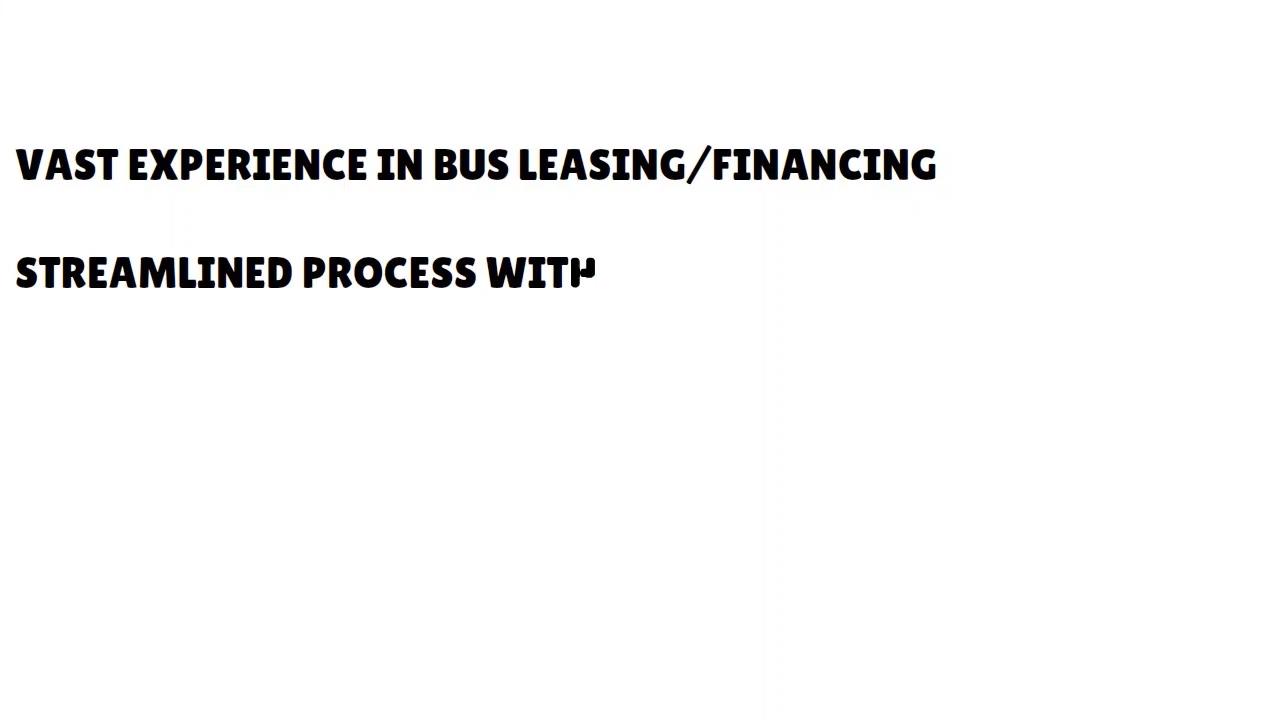 VAST EXPERIENCE IN BUS LEASING/FINANCING
STREAMLINED PROCESS WITH